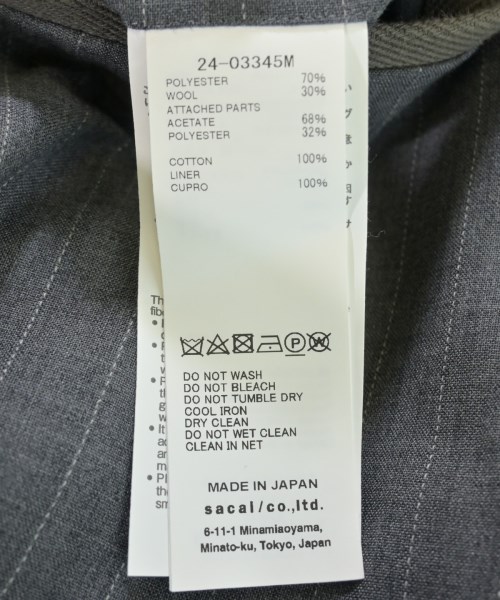 24-03345M
POLYESTER 70%
WOOL 30%
ATTACHED PARTS
ACETATE 68%
POLYESTER 32%
COTTON 100%
LINER
CUPRO 100%
P W
DO NOT WASH
DO NOT BLEACH
DO NOT TUMBLE DRY
COOL IRON
DRY CLEAN
DO NOT WET CLEAN
CLEAN IN NET
MADE IN JAPAN
sacai/co.,ltd.
6-11-1 Minamiaoyama,
Minato-ku, Tokyo, Japan